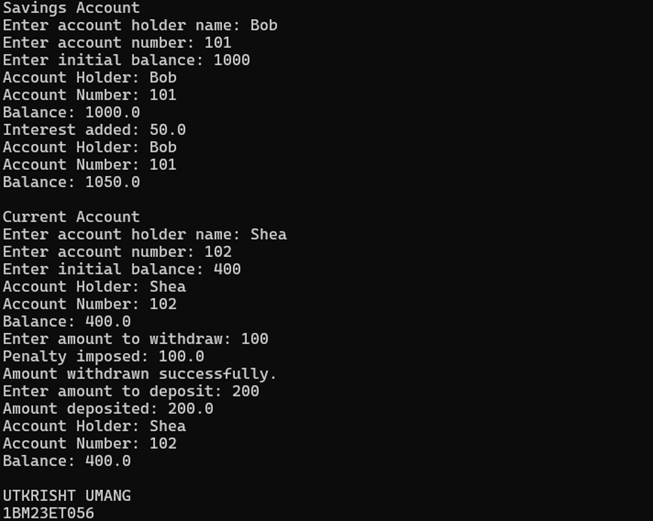 Savings Account
Enter account holder name: Bob
Enter account number: 101
Enter initial balance: 1000
Account Holder: Bob
Account Number: 101
Balance: 1000.0
Interest added: 50.0
Account Holder: Bob
Account Number: 101
Balance: 1050.0

Current Account
Enter account holder name: Shea
Enter account number: 102
Enter initial balance: 400
Account Holder: Shea
Account Number: 102
Balance: 400.0
Enter amount to withdraw: 100
Penalty imposed: 100.0
Amount withdrawn successfully.
Enter amount to deposit: 200
Amount deposited: 200.0
Account Holder: Shea
Account Number: 102
Balance: 400.0

UTKRISHT UMANG
1BM23ET056